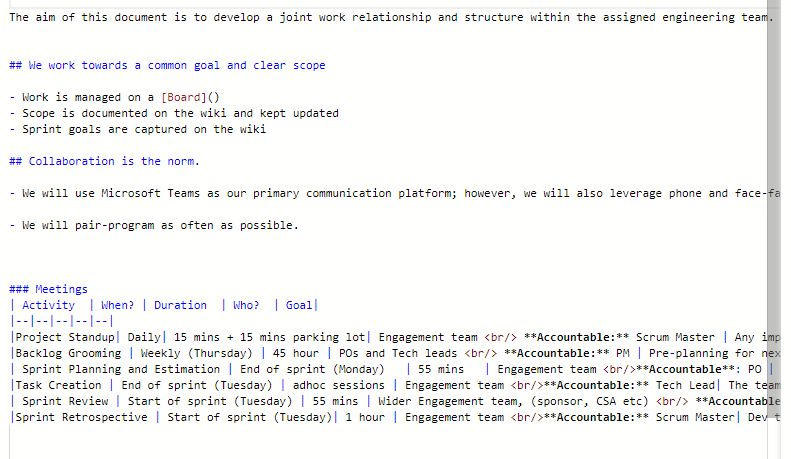 The aim of this document is to develop a joint work relationship and structure within the assigned engineering team.
## We work towards a common goal and clear scope
- Work is managed on a [Board]()
- Scope is documented on the wiki and kept updated
- Sprint goals are captured on the wiki
## Collaboration is the norm.
- We will use Microsoft Teams as our primary communication platform; however, we will also leverage phone and face-fa
- We will pair-program as often as possible.
### Meetings
| Activity  | When? | Duration  | Who?  | Goal|
|--|--|--|--|--|
|Project Standup| Daily| 15 mins + 15 mins parking lot| Engagement team <br/> **Accountable:** Scrum Master | Any imp
|Backlog Grooming | Weekly (Thursday) | 45 hour | POs and Tech leads <br/> **Accountable:** PM | Pre-planning for nex
| Sprint Planning and Estimation | End of sprint (Monday)   | 55 mins   | Engagement team <br/>**Accountable**: PO |
|Task Creation | End of sprint (Tuesday) | adhoc sessions | Engagement team <br/>**Accountable:** Tech Lead| The team
| Sprint Review | Start of sprint (Tuesday) | 55 mins | Wider Engagement team, (sponsor, CSA etc) <br/> **Accountable
|Sprint Retrospective | Start of sprint (Tuesday)| 1 hour | Engagement team <br/>**Accountable:** Scrum Master| Dev t